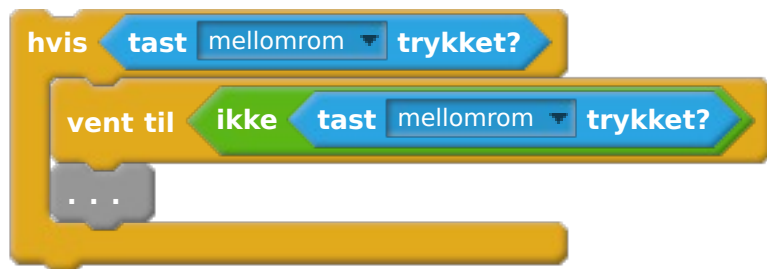 hvis tast mellomrom trykket?
vent til ikke tast mellomrom trykket?
. . .